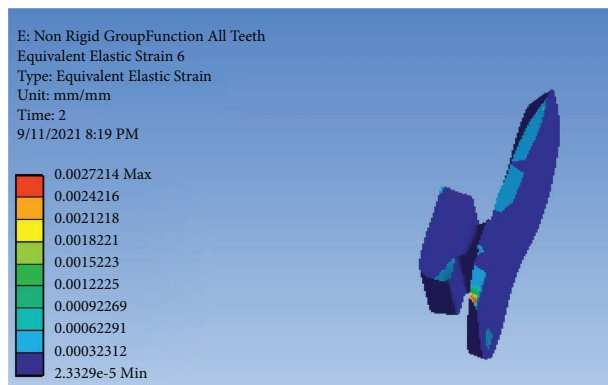 E: Non Rigid GroupFunction All Teeth
Equivalent Elastic Strain 6
Type: Equivalent Elastic Strain
Unit: mm/mm
Time: 2
9/11/2021 8:19 PM
0.0027214 Max
0.0024216
0.0021218
0.0018221
0.0015223
0.0012225
0.00092269
0.00062291
0.00032312
2.3329e-5 Min